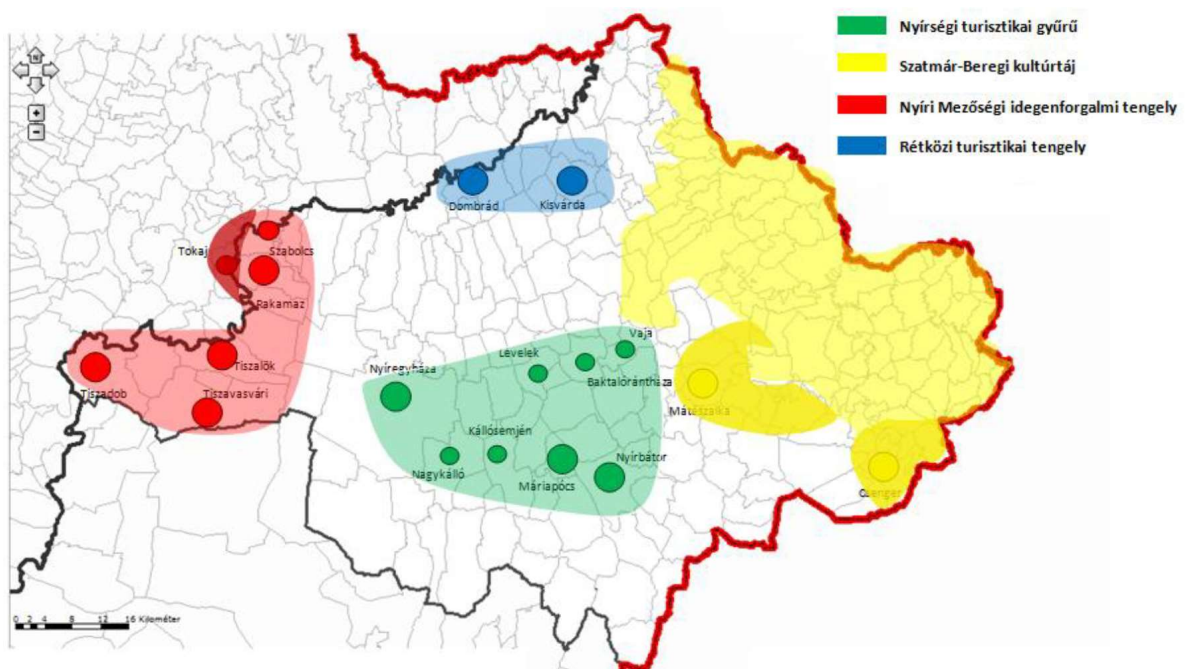 Nyírségi turisztikai gyűrű
Szatmár-Beregi kultúrtáj
Nyíri Mezőségi idegenforgalmi tengely
Rétközi turisztikai tengely
N
Dombrád
Kisvárda
Tokaj
Szabolcs
Rakamaz
Tiszalök
Tiszadob
Tiszavasvári
Nyíregyháza
Levelek
Vaja
Baktalórántháza
Mátészalka
Kállósemjén
Nagykálló
Máriapócs
Nyírbátor
Csenger
0 2 4 8 12 16 Kilométer